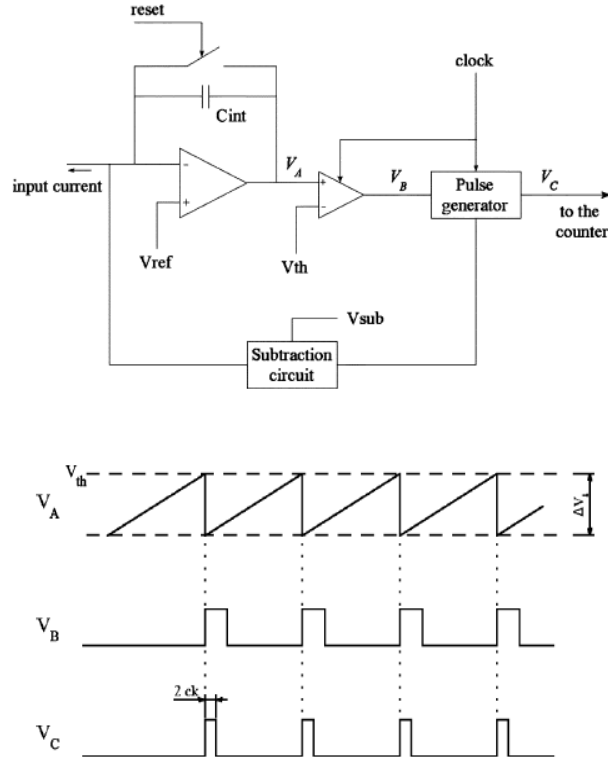 reset
clock
Cint
-
V_A
+
V_B
Pulse
generator
V_C
input current
+
-
to the
counter
Vref
Vth
Vsub
Subtraction
circuit
V_th
V_A
V_B
2 ck
V_C